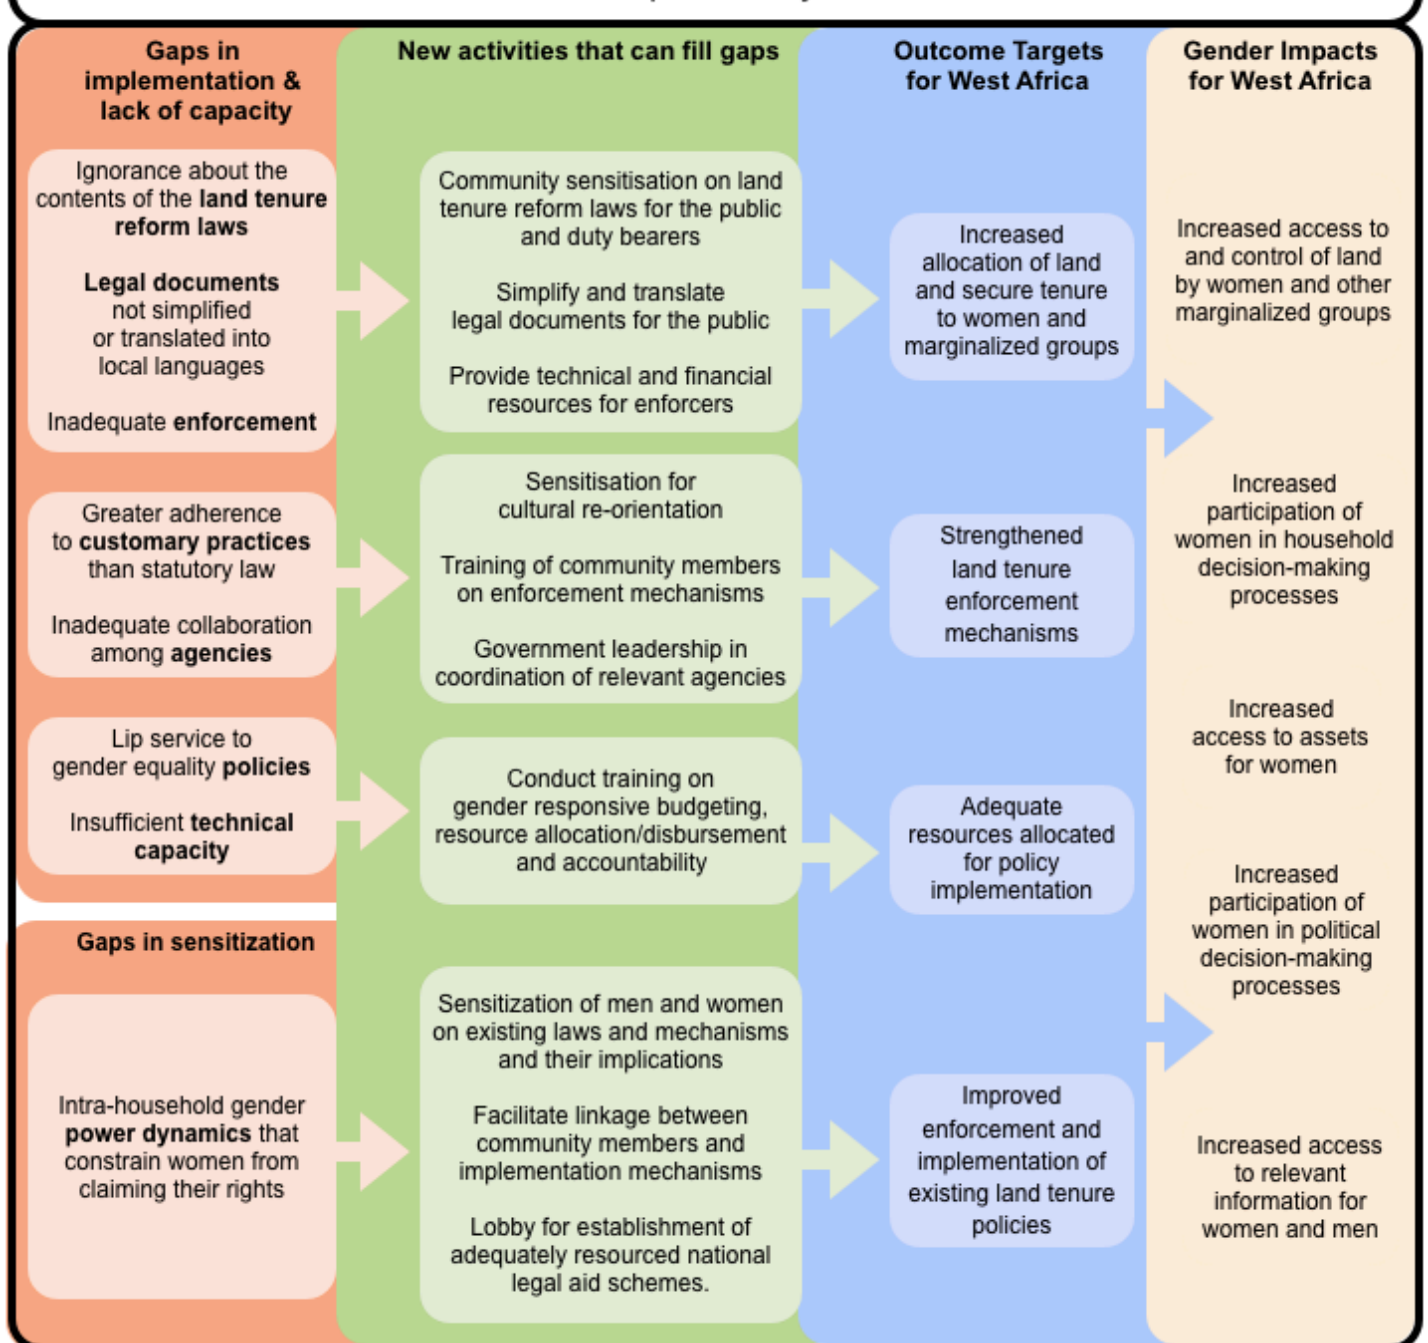 Gaps in
implementation &
lack of capacity
Ignorance about the
contents of the land tenure
reform laws
Legal documents
not simplified
or translated into
local languages
Inadequate enforcement
Greater adherence
to customary practices
than statutory law
Inadequate collaboration
among agencies
Lip service to
gender equality policies
Insufficient technical
capacity
Gaps in sensitization
Intra-household gender
power dynamics that
constrain women from
claiming their rights
New activities that can fill gaps
Community sensitisation on land
tenure reform laws for the public
and duty bearers
Simplify and translate
legal documents for the public
Provide technical and financial
resources for enforcers
Sensitisation for
cultural re-orientation
Training of community members
on enforcement mechanisms
Government leadership in
coordination of relevant agencies
Conduct training on
gender responsive budgeting,
resource allocation/disbursement
and accountability
Sensitization of men and women
on existing laws and mechanisms
and their implications
Facilitate linkage between
community members and
implementation mechanisms
Lobby for establishment of
adequately resourced national
legal aid schemes.
Outcome Targets
for West Africa
Increased
allocation of land
and secure tenure
to women and
marginalized groups
Strengthened
land tenure
enforcement
mechanisms
Adequate
resources allocated
for policy
implementation
Improved
enforcement and
implementation of
existing land tenure
policies
Gender Impacts
for West Africa
Increased access to
and control of land
by women and other
marginalized groups
Increased
participation of
women in household
decision-making
processes
Increased
access to assets
for women
Increased
participation of
women in political
decision-making
processes
Increased access
to relevant
information for
women and men